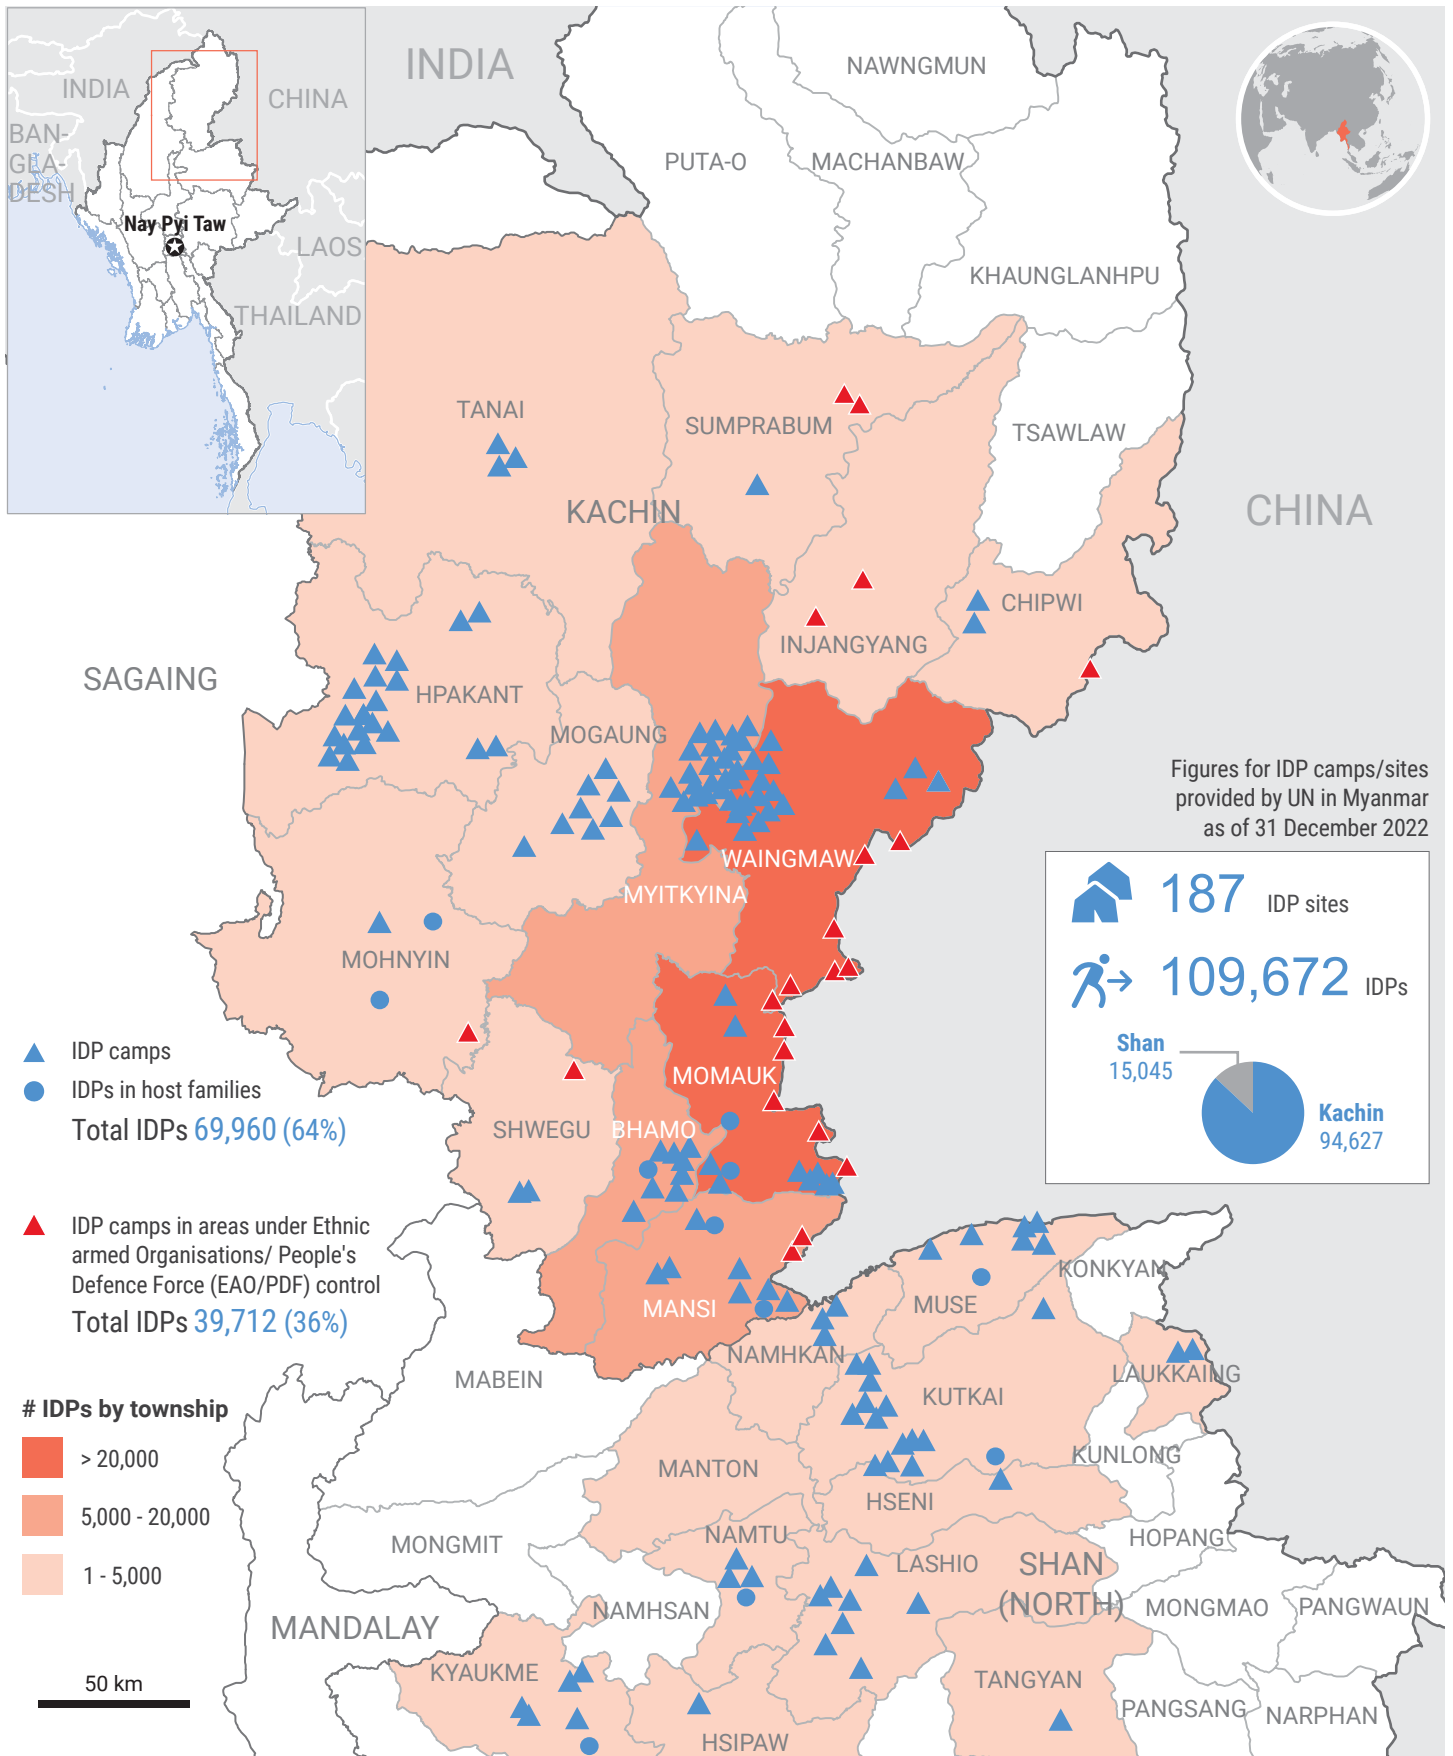 INDIA
CHINA
BAN-
GLA-
DESH
Nay Pyi Taw
LAOS
THAILAND
INDIA
NAWNGMUN
PUTA-O
MACHANBAW
KHAUNGLANHPU
TANAI
SUMPRABUM
TSAWLAW
KACHIN
CHINA
CHIPWI
INJANGYANG
SAGAING
HPAKANT
MOGAUNG
WAINGMAW
MYITKYINA
MOHNYIN
MOMAUK
SHWEGU
BHAMO
MANSI
Figures for IDP camps/sites
provided by UN in Myanmar
as of 31 December 2022
187 IDP sites
109,672 IDPs
Shan
15,045
Kachin
94,627
IDP camps
IDPs in host families
Total IDPs 69,960 (64%)
IDP camps in areas under Ethnic
armed Organisations/ People's
Defence Force (EAO/PDF) control
Total IDPs 39,712 (36%)
# IDPs by township
> 20,000
5,000 - 20,000
1 - 5,000
50 km
KONKYAN
MUSE
NAMHKAN
LAUKKAING
MABEIN
KUTKAI
KUNLONG
MANTON
HSENI
NAMTU
HOPANG
MONGMIT
LASHIO
SHAN
(NORTH)
NAMHSAN
MONGMAO
PANGWAUN
MANDALAY
KYAUKME
TANGYAN
PANGSANG
NARPHAN
HSIPAW